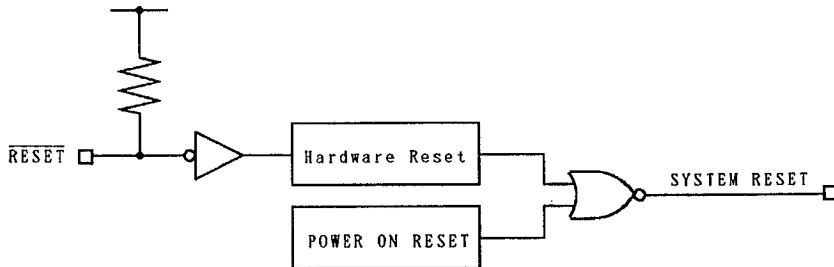 RESET
Hardware Reset
SYSTEM RESET
POWER ON RESET